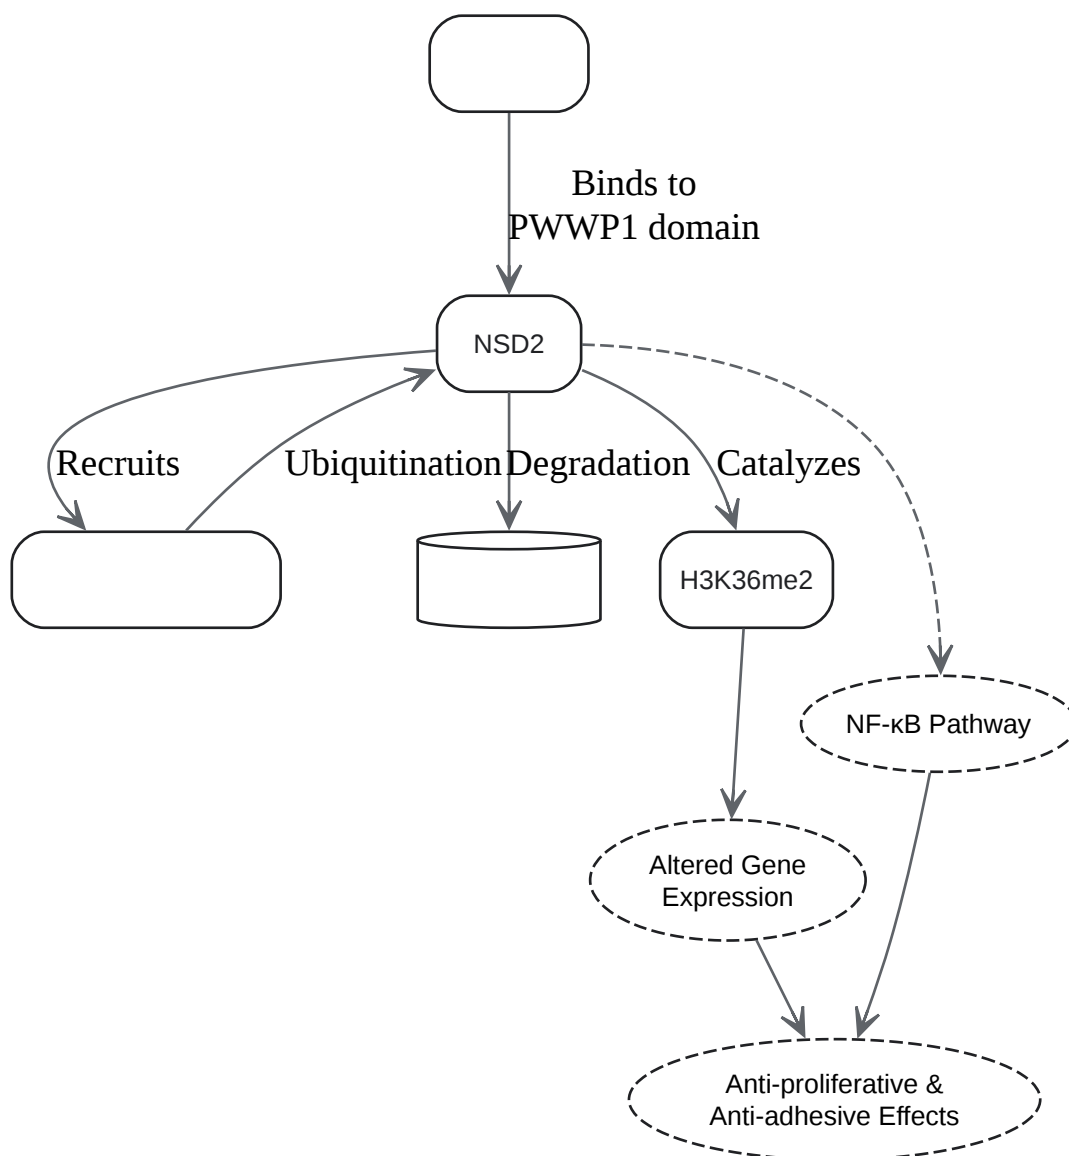 Binds to
PWWP1 domain
NSD2
Recruits
Ubiquitination
Degradation
Catalyzes
H3K36me2
NF-κB Pathway
Altered Gene
Expression
Anti-proliferative &
Anti-adhesive Effects